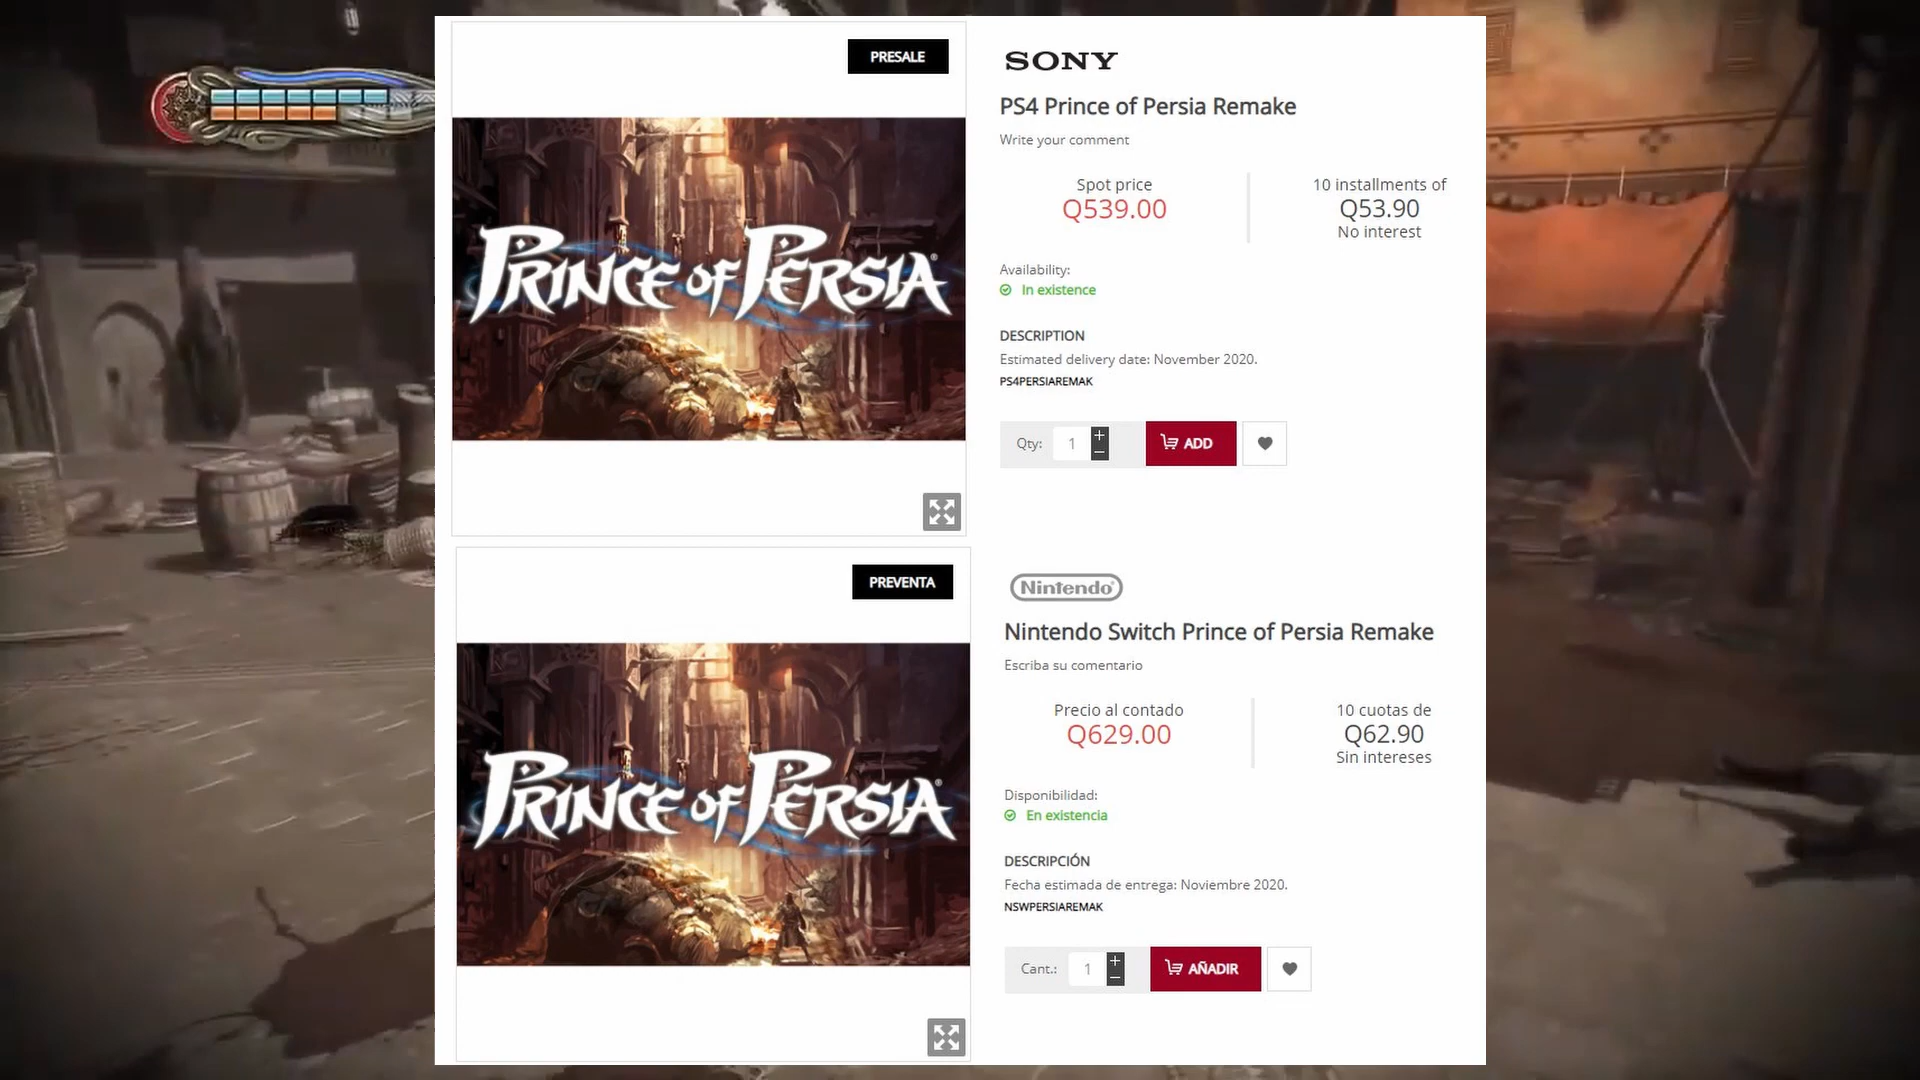 PRESALE
PRINCE OF PERSIA®
SONY
PS4 Prince of Persia Remake
Write your comment
Spot price
Q539.00
10 installments of
Q53.90
No interest
Availability:
In existence
DESCRIPTION
Estimated delivery date: November 2020.
PS4PERSIAREMAK
Qty: 1 + −
ADD
PREVENTA
PRINCE OF PERSIA®
Nintendo®
Nintendo Switch Prince of Persia Remake
Escriba su comentario
Precio al contado
Q629.00
10 cuotas de
Q62.90
Sin intereses
Disponibilidad:
En existencia
DESCRIPCIÓN
Fecha estimada de entrega: Noviembre 2020.
NSWPERSIAREMAK
Cant.: 1 + −
AÑADIR